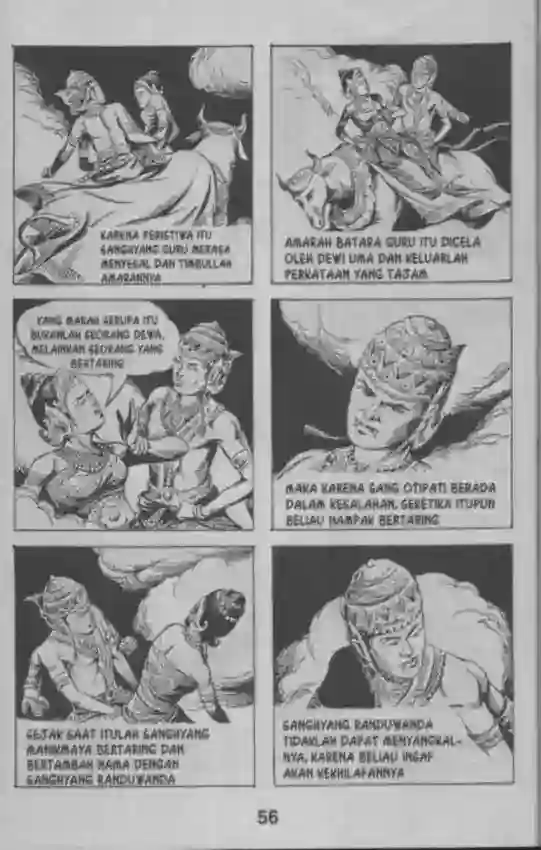 KARENA PERISTIWA ITU
SANGHYANG GURU MERASA
MENYESAL DAN TIMBULLAH
AMARAHNYA
AMARAH BATARA GURU ITU DICELA
OLEH DEWI UMA DAN KELUARLAH
PERKATAAN YANG TAJAM
YANG MARAH SERUPA ITU
BUKANLAH SEORANG DEWA,
MELAINKAN SEORANG YANG
BERTARING
MAKA KARENA SANG OTIPATI BERADA
DALAM KESALAHAN, SEKETIKA ITUPUN
BELIAU NAMPAK BERTARING
SEJAK SAAT ITULAH SANGHYANG
MANIKMAYA BERTARING DAN
BERTAMBAH NAMA DENGAN
SANGHYANG RANDUWANDA
SANGHYANG RANDUWANDA
TIDAKLAH DAPAT MENYANGKAL-
NYA, KARENA BELIAU INSAF
AKAN KEKHILAFANNYA
56